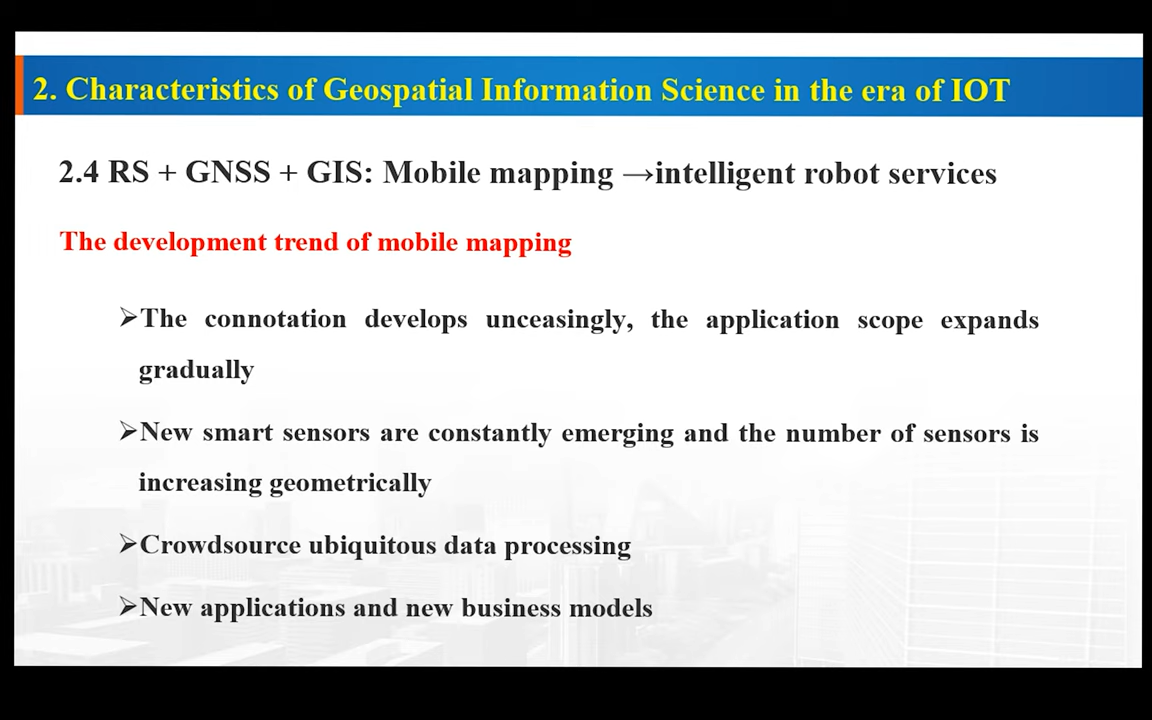 2. Characteristics of Geospatial Information Science in the era of IOT
2.4 RS + GNSS + GIS: Mobile mapping →intelligent robot services
The development trend of mobile mapping
➢The connotation develops unceasingly, the application scope expands
gradually
➢New smart sensors are constantly emerging and the number of sensors is
increasing geometrically
➢Crowdsource ubiquitous data processing
➢New applications and new business models